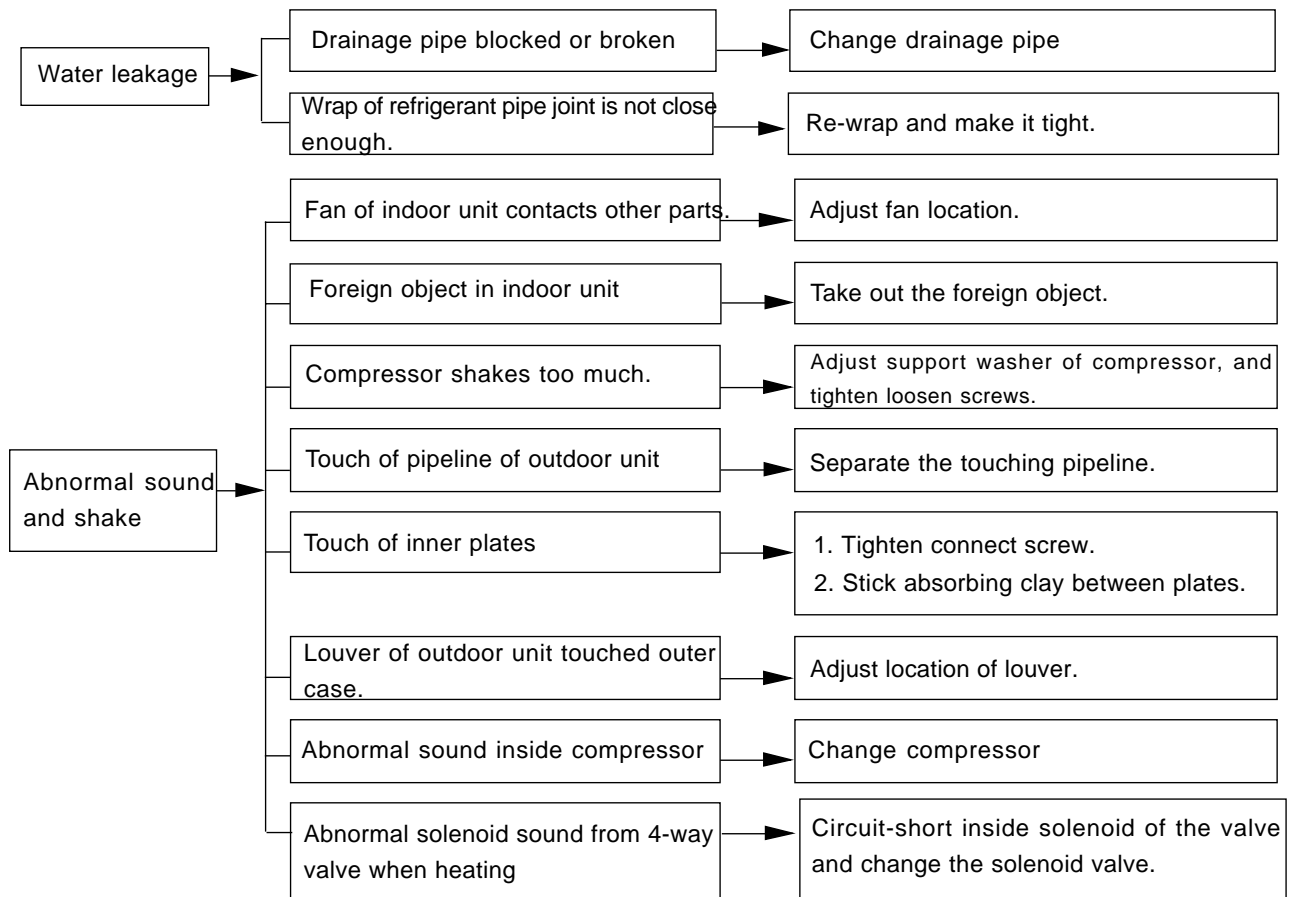 Water leakage
Drainage pipe blocked or broken
Change drainage pipe
Wrap of refrigerant pipe joint is not close
enough.
Re-wrap and make it tight.
Abnormal sound
and shake
Fan of indoor unit contacts other parts.
Adjust fan location.
Foreign object in indoor unit
Take out the foreign object.
Compressor shakes too much.
Adjust support washer of compressor, and
tighten loosen screws.
Touch of pipeline of outdoor unit
Separate the touching pipeline.
Touch of inner plates
1. Tighten connect screw.
2. Stick absorbing clay between plates.
Louver of outdoor unit touched outer
case.
Adjust location of louver.
Abnormal sound inside compressor
Change compressor
Abnormal solenoid sound from 4-way
valve when heating
Circuit-short inside solenoid of the valve
and change the solenoid valve.